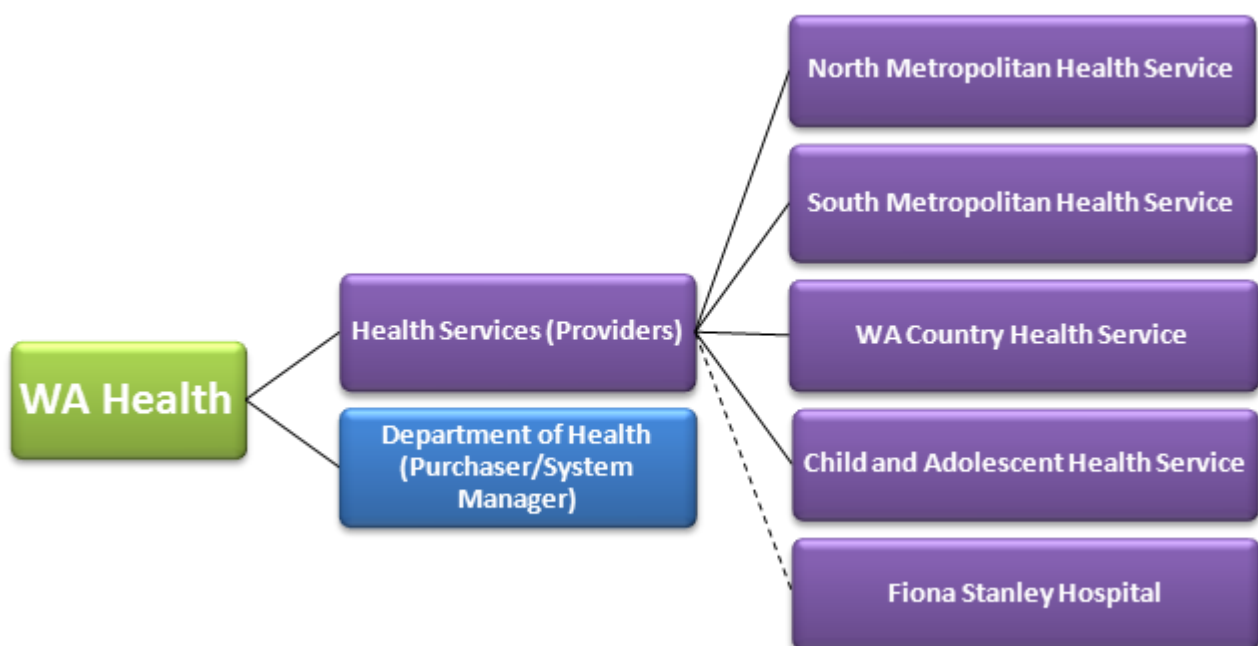 North Metropolitan Health Service
South Metropolitan Health Service
Health Services (Providers)
WA Country Health Service
WA Health
Department of Health
(Purchaser/System
Manager)
Child and Adolescent Health Service
Fiona Stanley Hospital